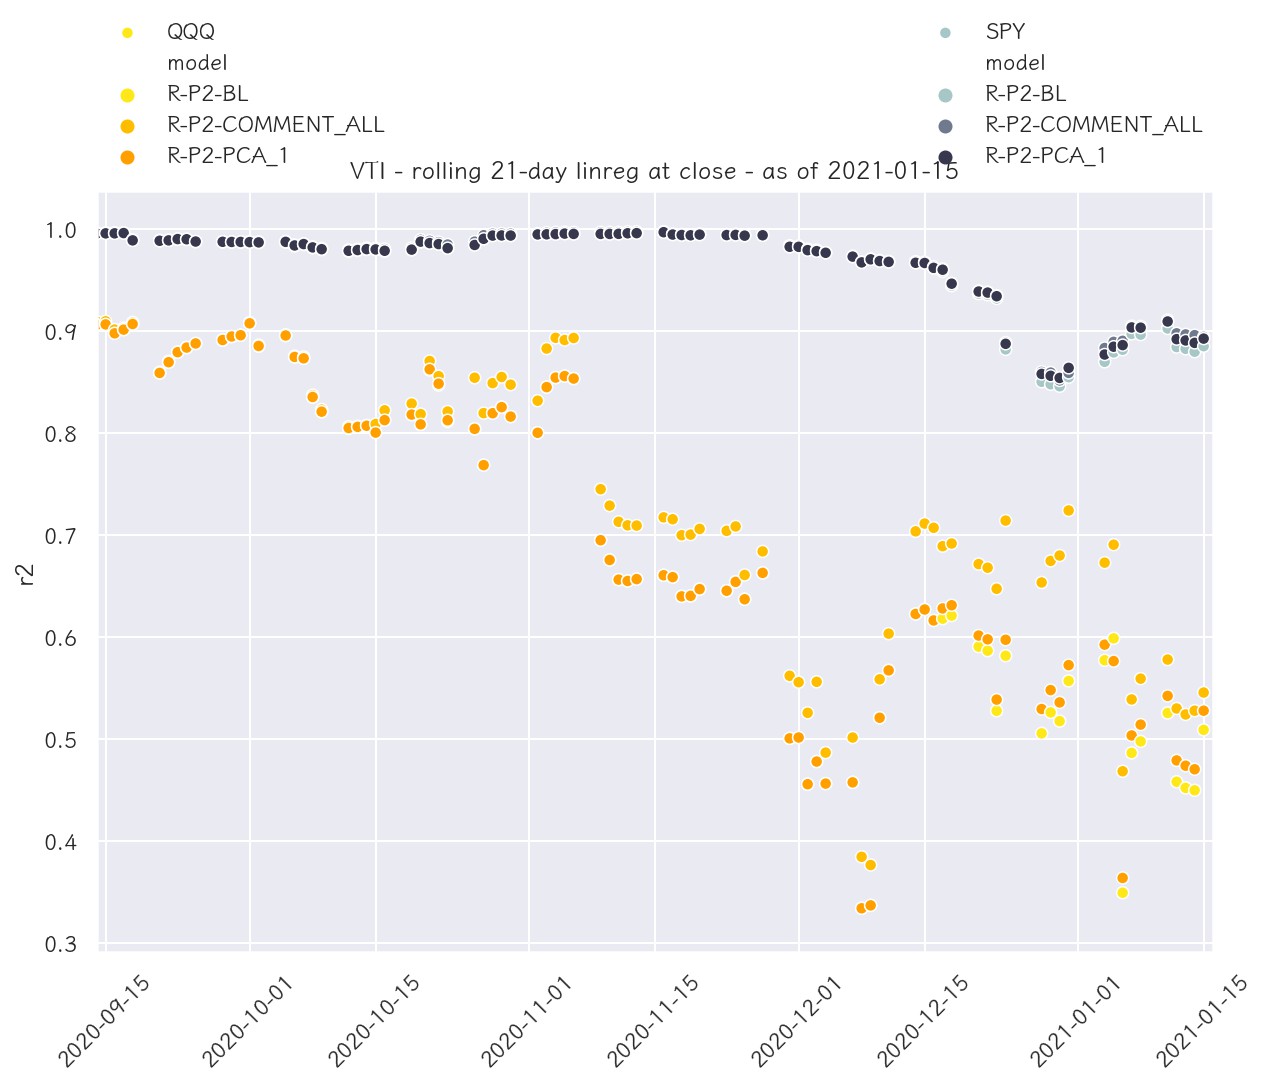 QQQ
model
R-P2-BL
R-P2-COMMENT_ALL
R-P2-PCA_1
SPY
model
R-P2-BL
R-P2-COMMENT_ALL
R-P2-PCA_1
VTI - rolling 21-day linreg at close - as of 2021-01-15
r2
1.0
0.9
0.8
0.7
0.6
0.5
0.4
0.3
2020-09-15
2020-10-01
2020-10-15
2020-11-01
2020-11-15
2020-12-01
2020-12-15
2021-01-01
2021-01-15